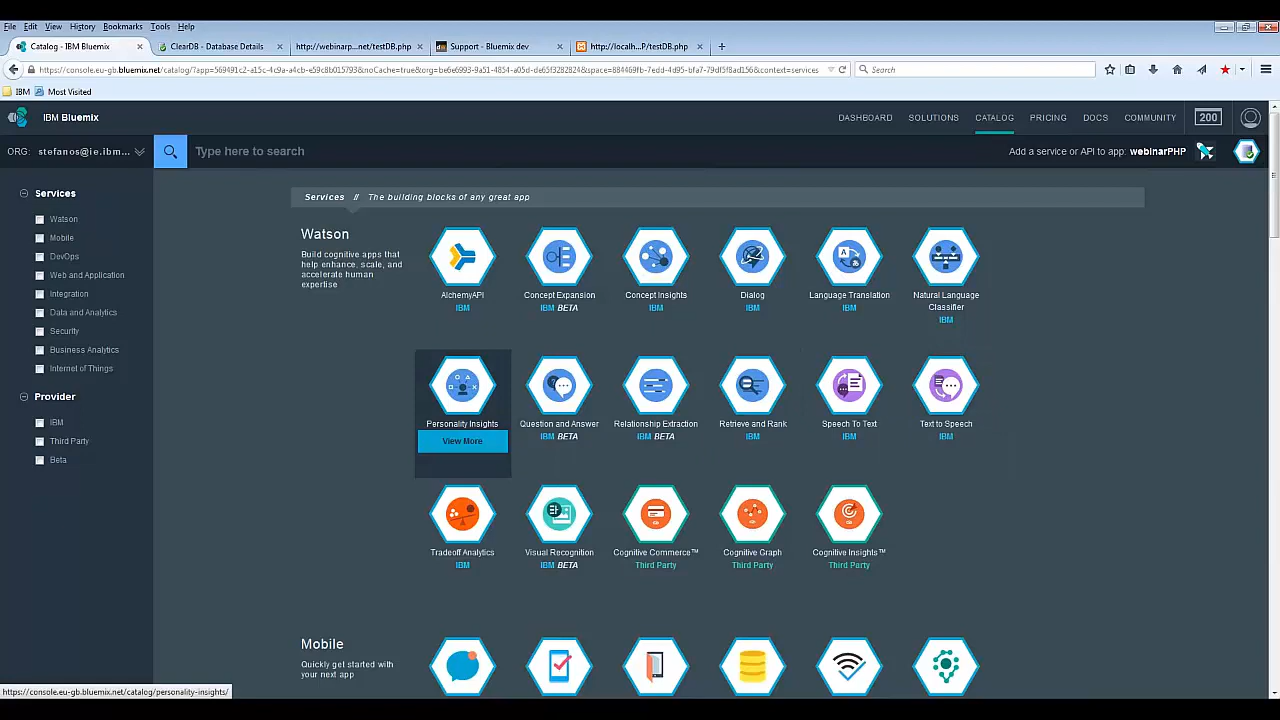 File Edit View History Bookmarks Tools Help
Catalog - IBM Bluemix
ClearDB - Database Details
http://webinarp...net/testDB.php
Support - Bluemix dev
http://localh...P/testDB.php
Search
IBM
Most Visited
IBM Bluemix
DASHBOARD SOLUTIONS CATALOG PRICING DOCS COMMUNITY 200
ORG: stefanos@ie.ibm...
Type here to search
Add a service or API to app: webinarPHP
Services
Watson
Mobile
DevOps
Web and Application
Integration
Data and Analytics
Security
Business Analytics
Internet of Things
Provider
IBM
Third Party
Beta
Services // The building blocks of any great app
Watson
Build cognitive apps that
help enhance, scale, and
accelerate human
expertise
AlchemyAPI
IBM
Concept Expansion
IBM BETA
Concept Insights
IBM
Dialog
IBM
Language Translation
IBM
Natural Language
Classifier
IBM
Personality Insights
View More
Question and Answer
IBM BETA
Relationship Extraction
IBM BETA
Retrieve and Rank
IBM
Speech To Text
IBM
Text to Speech
IBM
Tradeoff Analytics
IBM
Visual Recognition
IBM BETA
Cognitive Commerce™
Third Party
Cognitive Graph
Third Party
Cognitive Insights™
Third Party
Mobile
Quickly get started with
your next app
https://console.eu-gb.bluemix.net/catalog/personality-insights/